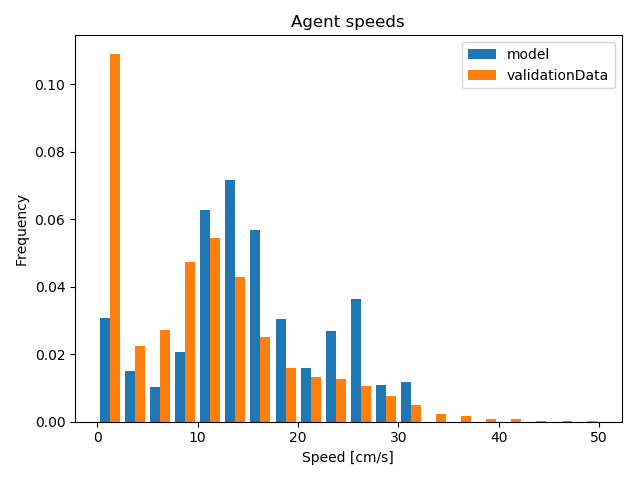 Agent speeds
model
validationData
Frequency
0.10
0.08
0.06
0.04
0.02
0.00
0 10 20 30 40 50
Speed [cm/s]